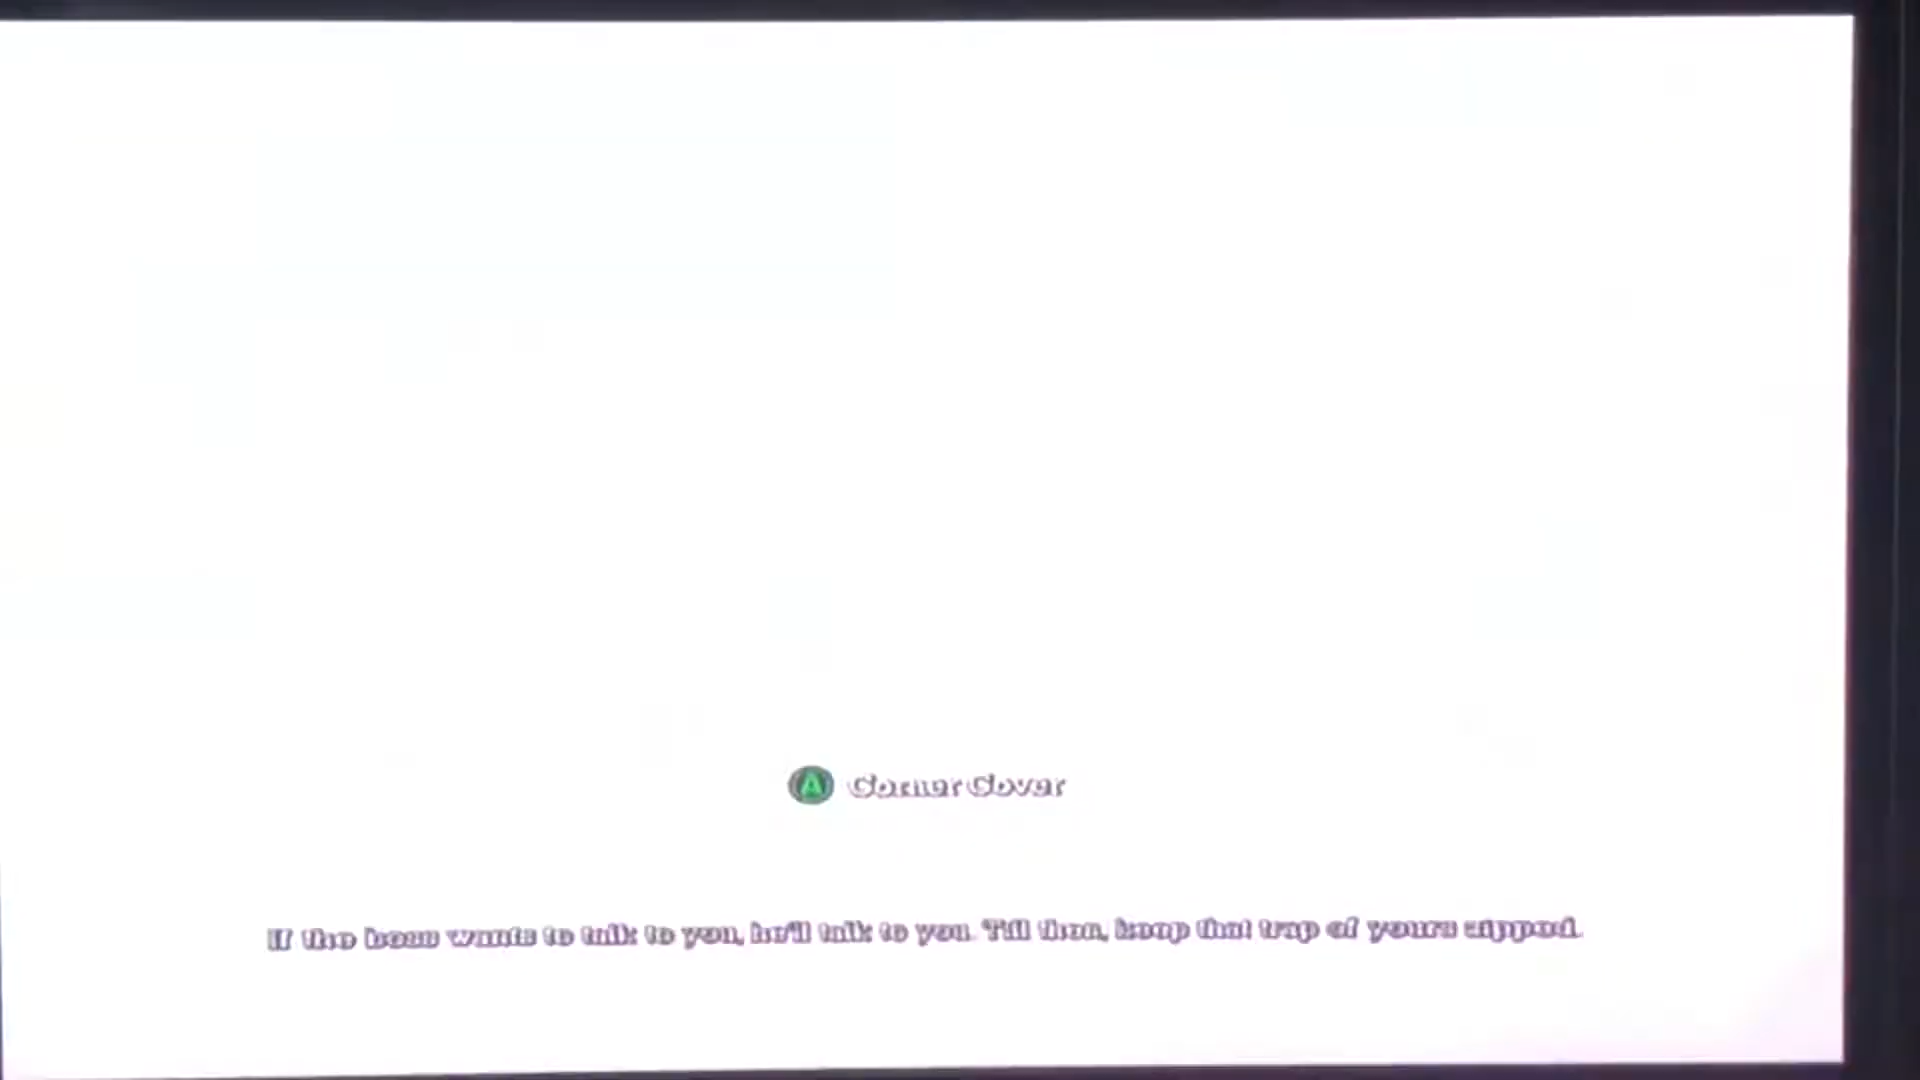 A Corner Cover
If the boss wants to talk to you, he'll talk to you. Till then, keep that trap of yours zipped.